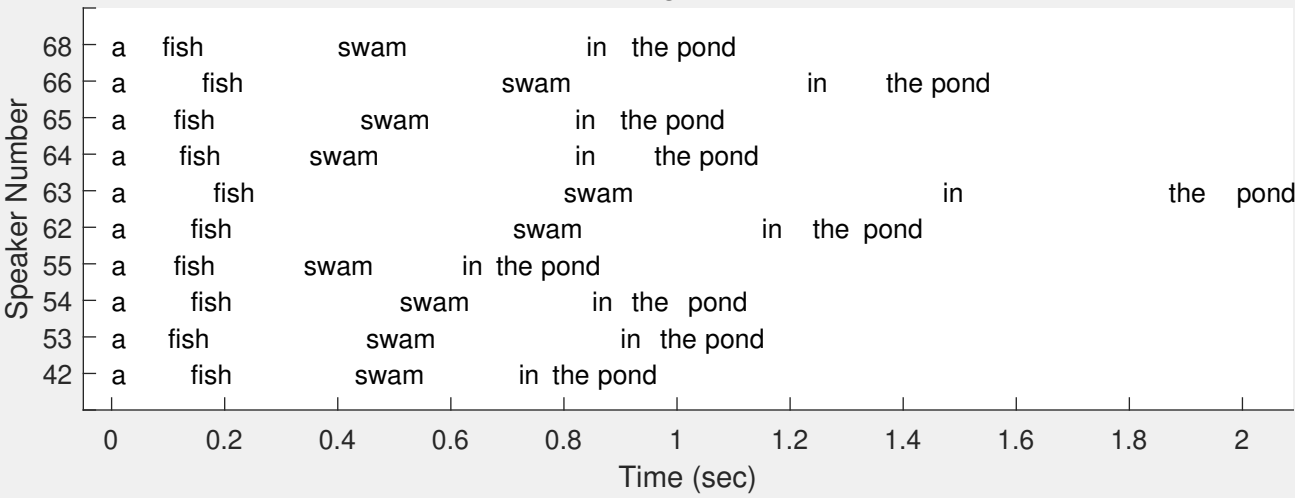 68 a fish swam in the pond
66 a fish swam in the pond
65 a fish swam in the pond
64 a fish swam in the pond
63 a fish swam in the pond
62 a fish swam in the pond
55 a fish swam in the pond
54 a fish swam in the pond
53 a fish swam in the pond
42 a fish swam in the pond
Speaker Number
0 0.2 0.4 0.6 0.8 1 1.2 1.4 1.6 1.8 2
Time (sec)